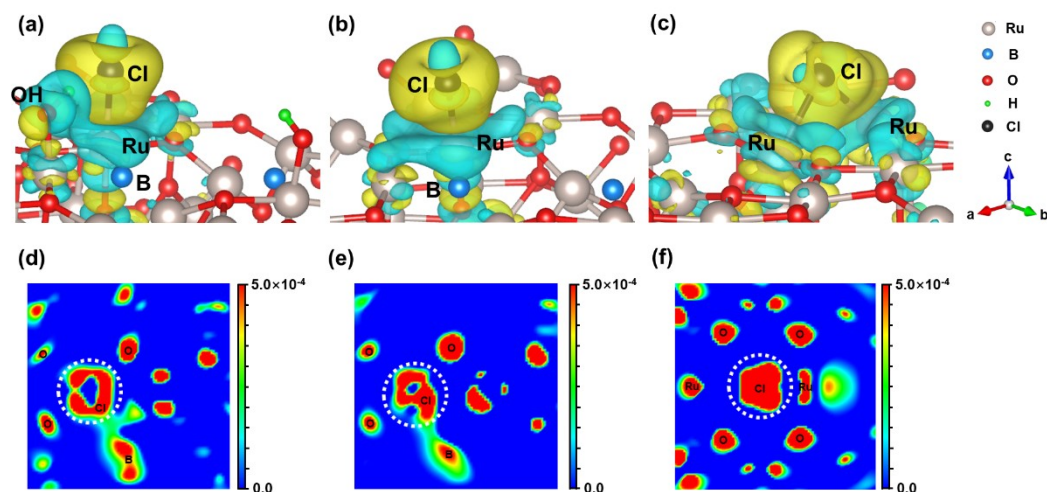 (a)
Cl
OH
Ru
B
(b)
Cl
Ru
B
(c)
Cl
Ru
Ru
Ru
B
O
H
Cl
c
a
b
(d)
5.0×10⁻⁴
O
O
Cl
O
B
0.0
(e)
5.0×10⁻⁴
O
O
Cl
O
B
0.0
(f)
5.0×10⁻⁴
O
O
Ru
Cl
Ru
O
O
0.0